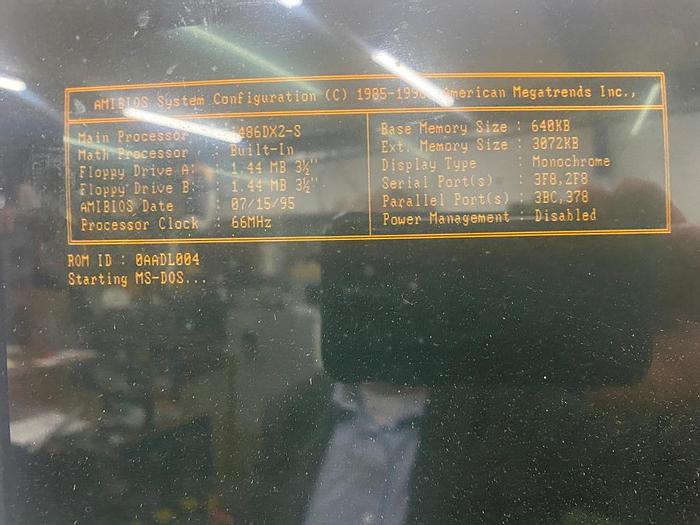 AMIBIOS System Configuration (C) 1985-199 American Megatrends Inc.,
Main Processor : i486DX2-S
Math Processor : Built-In
Floppy Drive A: : 1.44 MB 3½"
Floppy Drive B: : 1.44 MB 3½"
AMIBIOS Date : 07/15/95
Processor Clock : 66MHz
Base Memory Size : 640KB
Ext. Memory Size : 3072KB
Display Type : Monochrome
Serial Port(s) : 3F8,2F8
Parallel Port(s) : 3BC,378
Power Management : Disabled
ROM ID : 0AADL004
Starting MS-DOS...